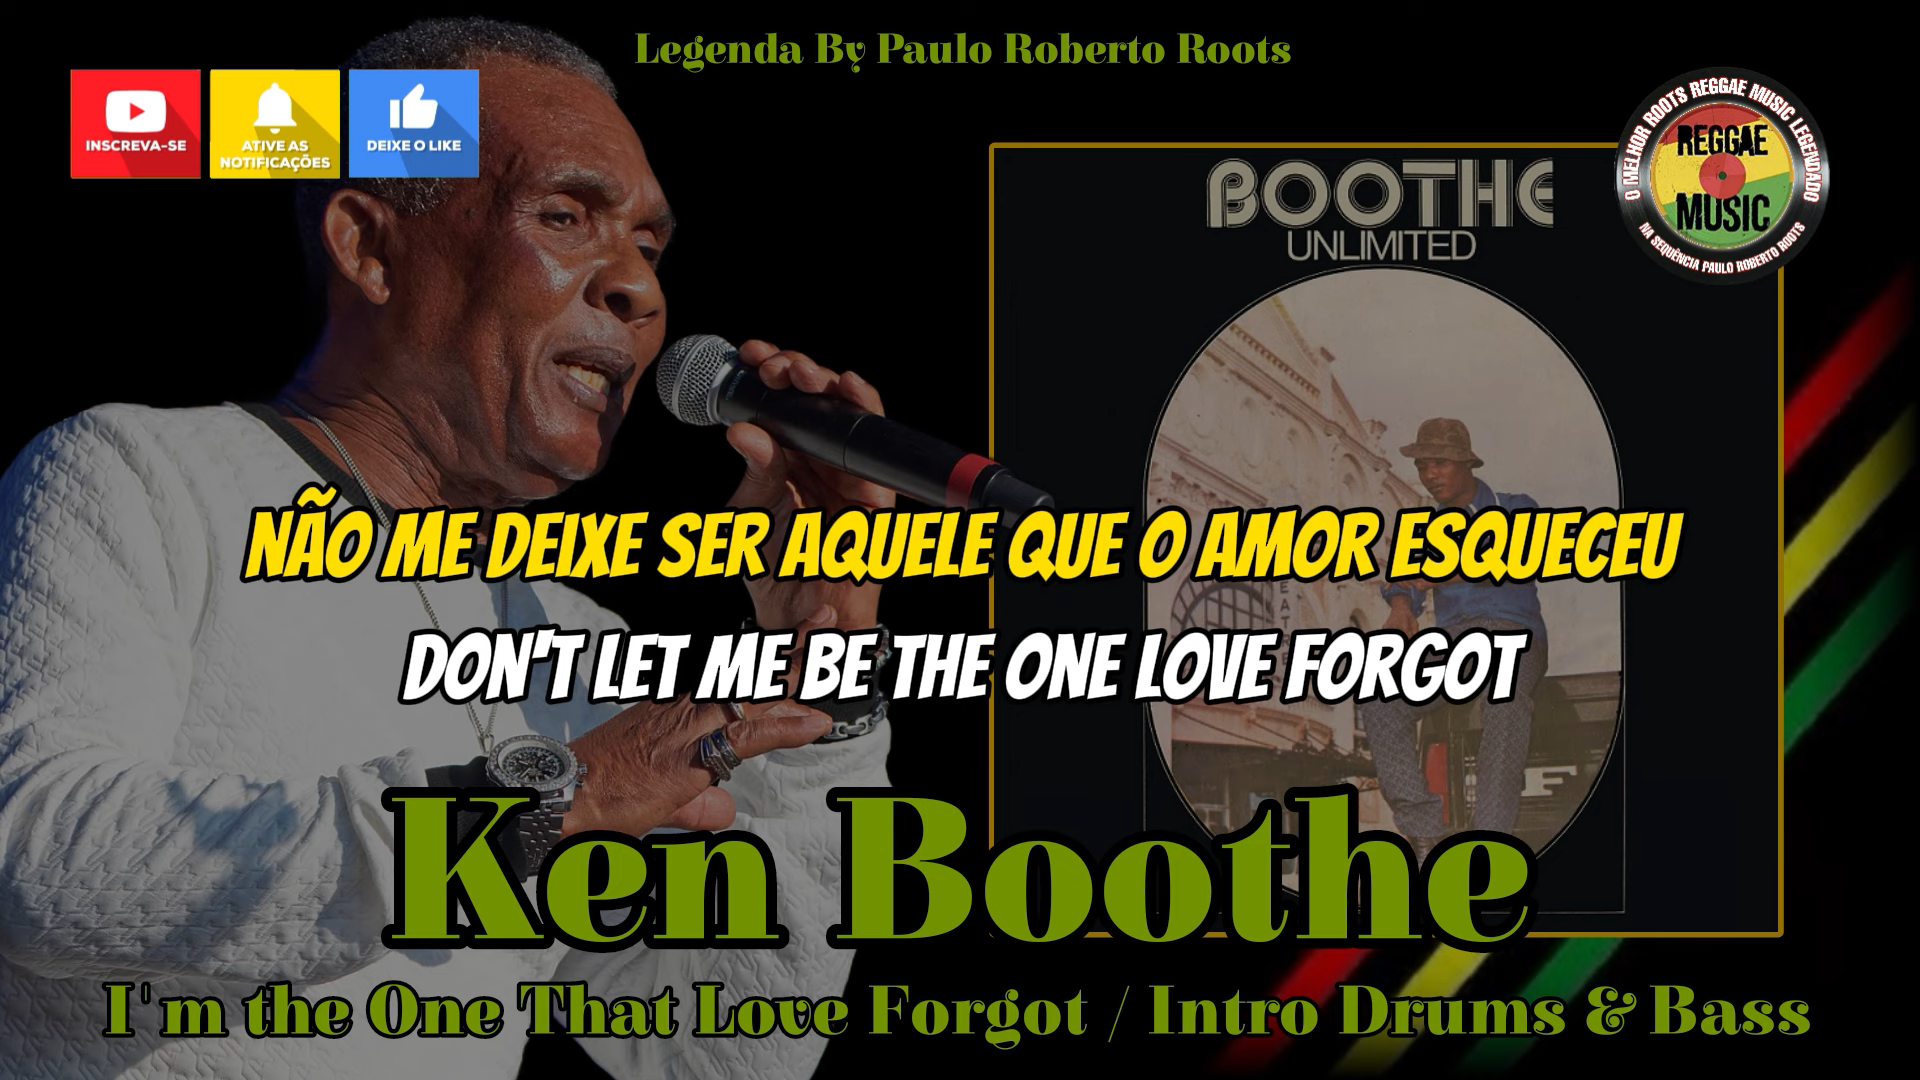 Legenda By Paulo Roberto Roots
INSCREVA-SE
ATIVE AS
NOTIFICAÇÕES
DEIXE O LIKE
O MELHOR ROOTS REGGAE MUSIC LEGENDADO
REGGAE
MUSIC
NA SEQUÊNCIA PAULO ROBERTO ROOTS
BOOTHE
UNLIMITED
NÃO ME DEIXE SER AQUELE QUE O AMOR ESQUECEU
DON'T LET ME BE THE ONE LOVE FORGOT
F
Ken Boothe
I'm the One That Love Forgot / Intro Drums & Bass